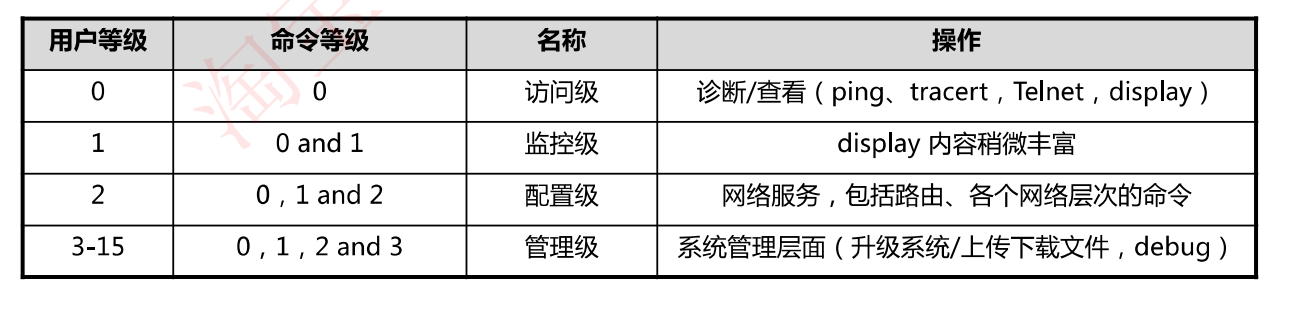 淘宝
用户等级 命令等级 名称 操作
0 0 访问级 诊断/查看（ping、tracert，Telnet，display）
1 0 and 1 监控级 display 内容稍微丰富
2 0，1 and 2 配置级 网络服务，包括路由、各个网络层次的命令
3-15 0，1，2 and 3 管理级 系统管理层面（升级系统/上传下载文件，debug）